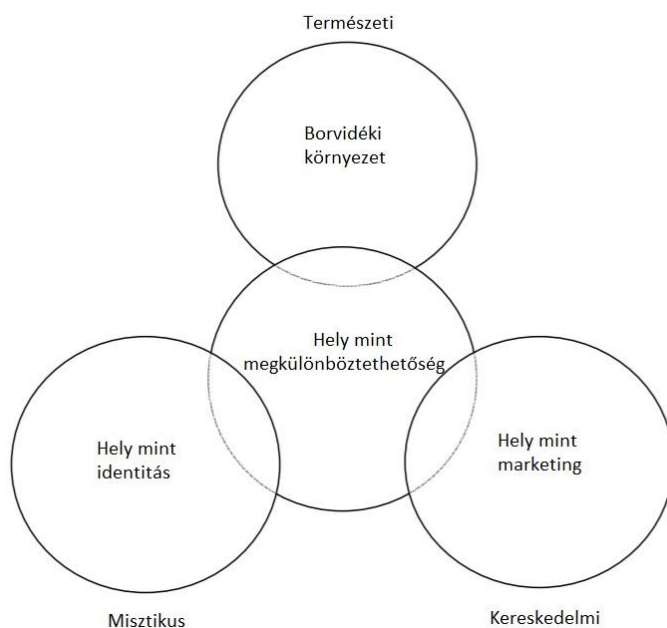 Természeti
Borvidéki
környezet
Hely mint
megkülönböztethetőség
Hely mint
identitás
Hely mint
marketing
Misztikus
Kereskedelmi